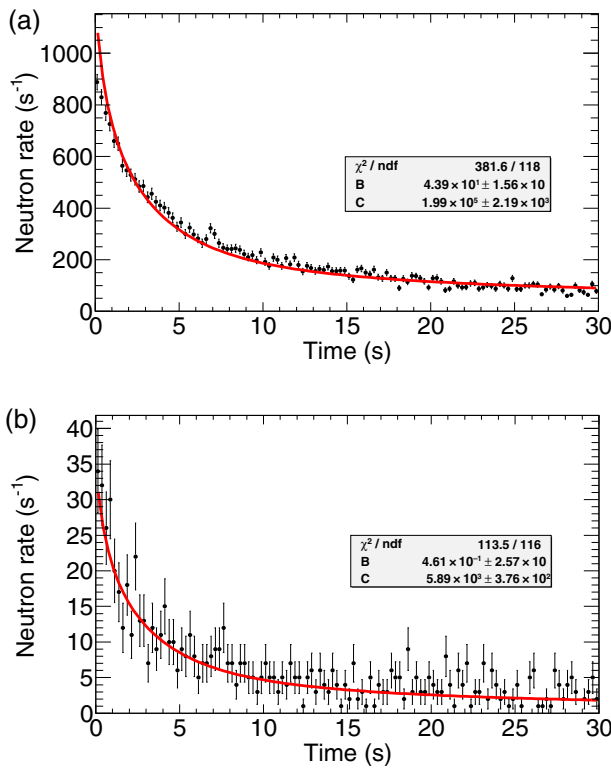 (a)
Neutron rate (s⁻¹)
1000
800
600
400
200
0
χ² / ndf 381.6 / 118
B 4.39 × 10¹ ± 1.56 × 10
C 1.99 × 10⁵ ± 2.19 × 10³
0 5 10 15 20 25 30
Time (s)
(b)
Neutron rate (s⁻¹)
40
35
30
25
20
15
10
5
0
χ² / ndf 113.5 / 116
B 4.61 × 10⁻¹ ± 2.57 × 10
C 5.89 × 10³ ± 3.76 × 10²
0 5 10 15 20 25 30
Time (s)